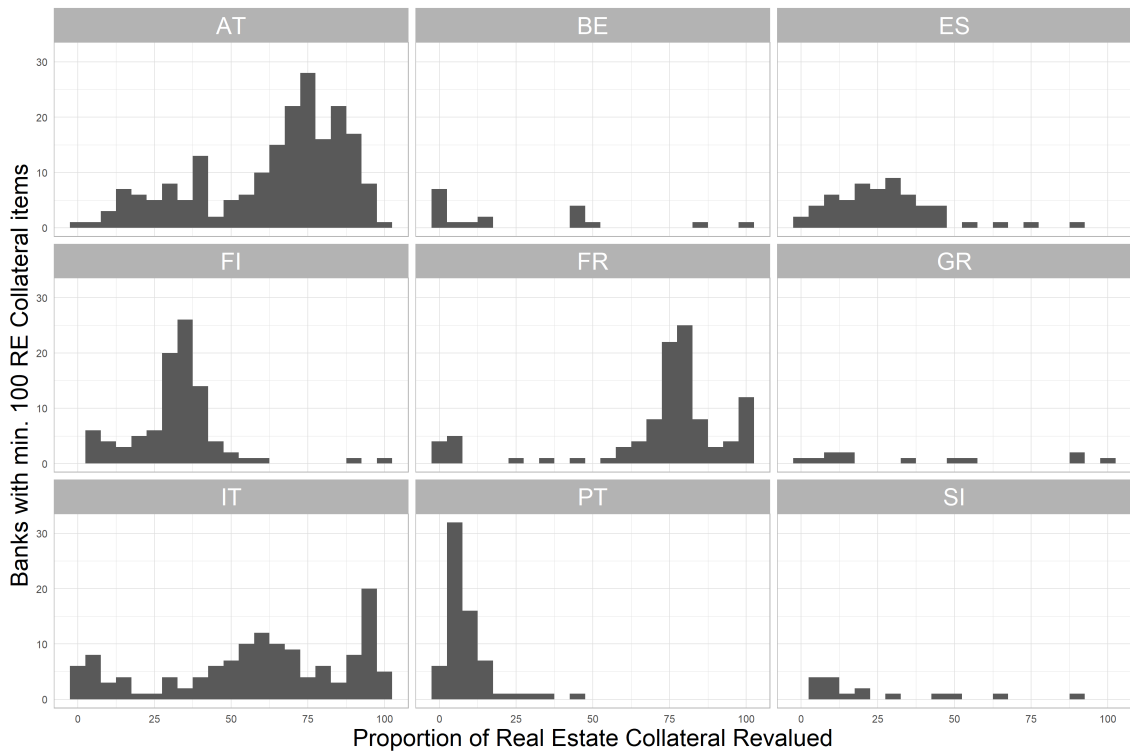 AT BE ES
30
20
10
0
FI FR GR
30
20
10
0
IT PT SI
30
20
10
0
0 25 50 75 100 0 25 50 75 100 0 25 50 75 100
Proportion of Real Estate Collateral Revalued
Banks with min. 100 RE Collateral items